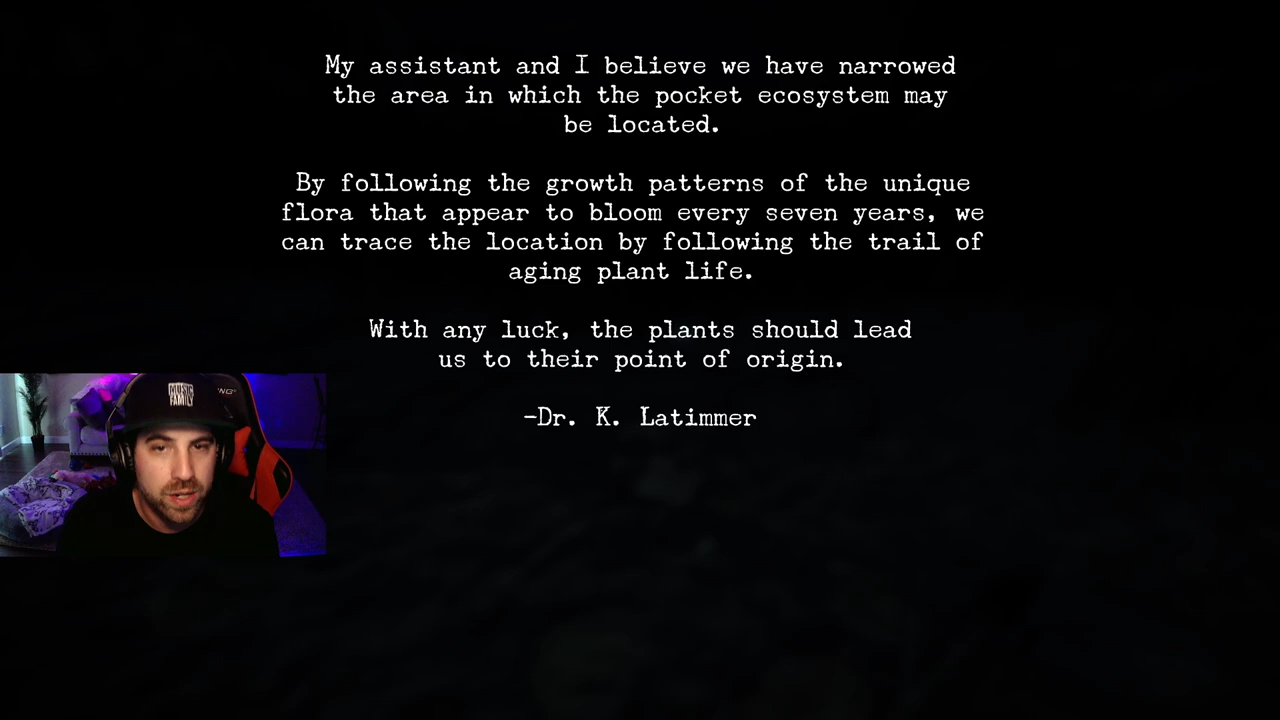 My assistant and I believe we have narrowed
the area in which the pocket ecosystem may
be located.
By following the growth patterns of the unique
flora that appear to bloom every seven years, we
can trace the location by following the trail of
aging plant life.
With any luck, the plants should lead
us to their point of origin.
-Dr. K. Latimmer
MUSIC
FAMILY